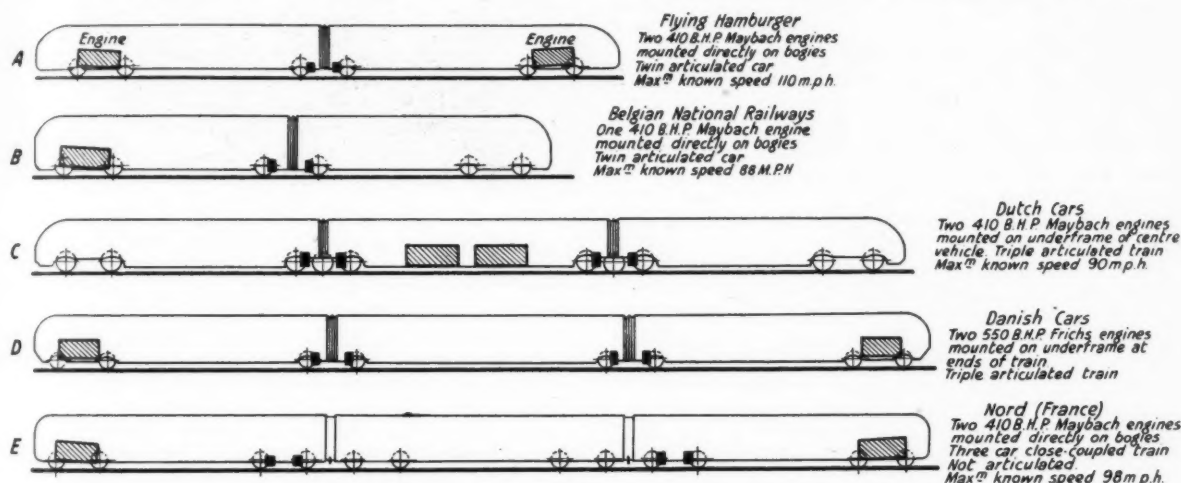 A
Engine
Engine
Flying Hamburger
Two 410 B.H.P. Maybach engines
mounted directly on bogies
Twin articulated car
Maxm known speed 110 m.p.h.
B
Belgian National Railways
One 410 B.H.P. Maybach engine
mounted directly on bogies
Twin articulated car
Maxm known speed 88 M.P.H
C
Dutch Cars
Two 410 B.H.P. Maybach engines
mounted on underframe of centre
vehicle. Triple articulated train
Maxm known speed 90 m.p.h.
D
Danish Cars
Two 550 B.H.P. Frichs engines
mounted on underframe at
ends of train
Triple articulated train
E
Nord (France)
Two 410 B.H.P. Maybach engines
mounted directly on bogies
Three car close-coupled train
Not articulated.
Maxm known speed 98 m.p.h.